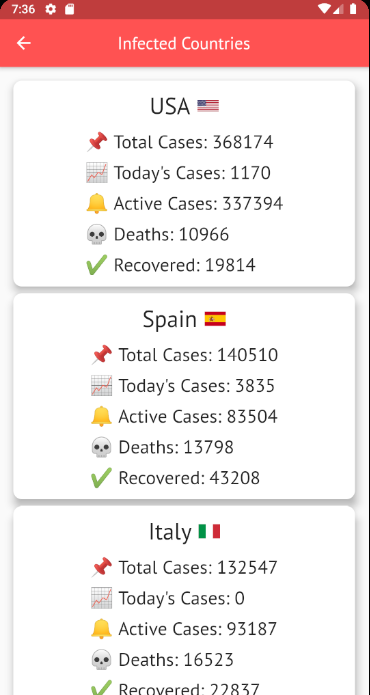 7:36
Infected Countries
USA 🇺🇸
📌 Total Cases: 368174
📈 Today's Cases: 1170
🔔 Active Cases: 337394
💀 Deaths: 10966
✔️ Recovered: 19814
Spain 🇪🇸
📌 Total Cases: 140510
📈 Today's Cases: 3835
🔔 Active Cases: 83504
💀 Deaths: 13798
✔️ Recovered: 43208
Italy 🇮🇹
📌 Total Cases: 132547
📈 Today's Cases: 0
🔔 Active Cases: 93187
💀 Deaths: 16523
✔️ Recovered: 22837